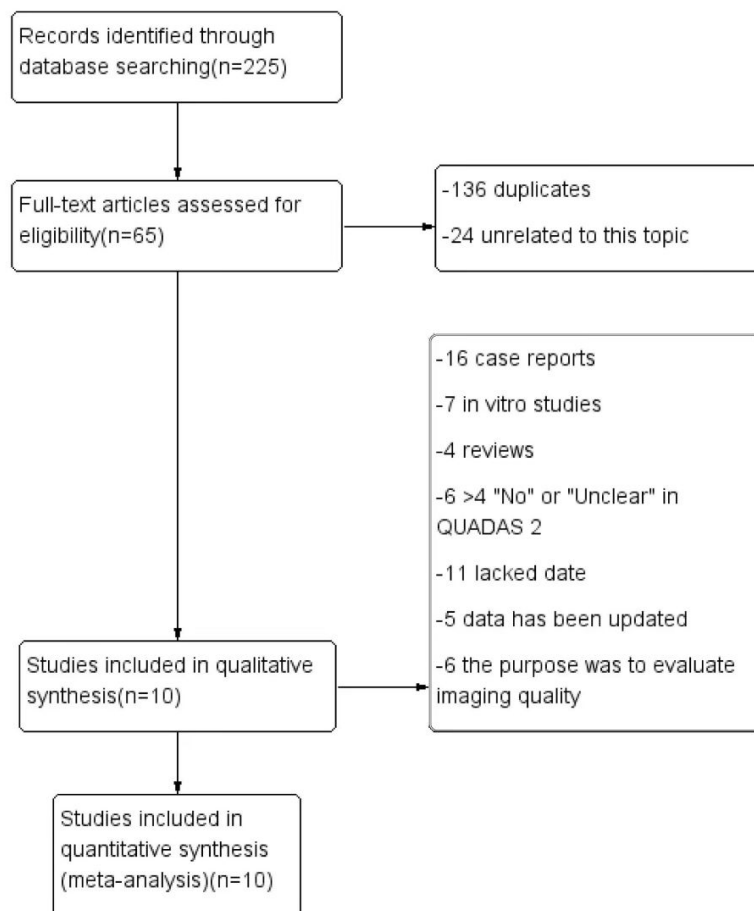 Records identified through
database searching(n=225)
Full-text articles assessed for
eligibility(n=65)
-136 duplicates
-24 unrelated to this topic
-16 case reports
-7 in vitro studies
-4 reviews
-6 >4 "No" or "Unclear" in
QUADAS 2
-11 lacked date
-5 data has been updated
-6 the purpose was to evaluate
imaging quality
Studies included in qualitative
synthesis(n=10)
Studies included in
quantitative synthesis
(meta-analysis)(n=10)